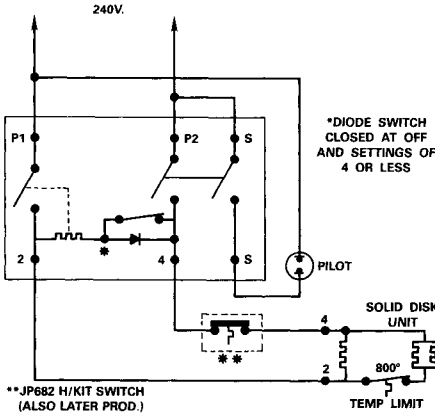 240V.
P1
P2
S
*DIODE SWITCH
CLOSED AT OFF
AND SETTINGS OF
4 OR LESS
*
2
4
S
PILOT
SOLID DISK
UNIT
4
**
2
800°
**JP682 H/KIT SWITCH
(ALSO LATER PROD.)
TEMP LIMIT